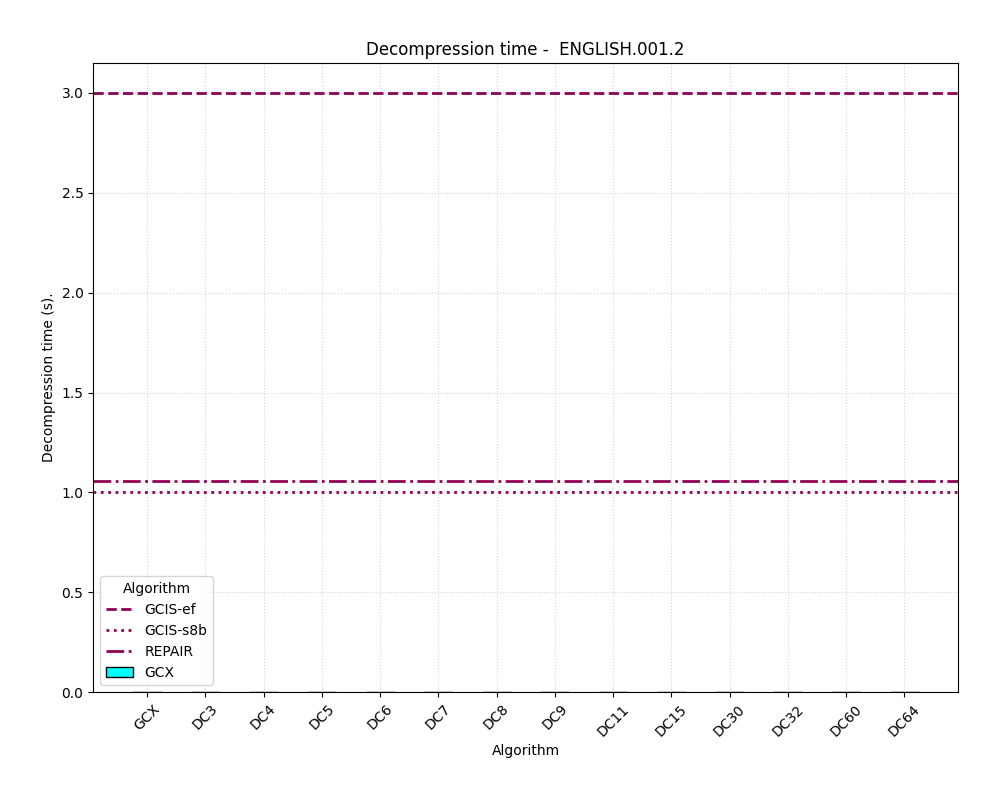 Decompression time -  ENGLISH.001.2
3.0
2.5
2.0
1.5
1.0
0.5
0.0
Decompression time (s).
Algorithm
GCIS-ef
GCIS-s8b
REPAIR
GCX
GCX
DC3
DC4
DC5
DC6
DC7
DC8
DC9
DC11
DC15
DC30
DC32
DC60
DC64
Algorithm